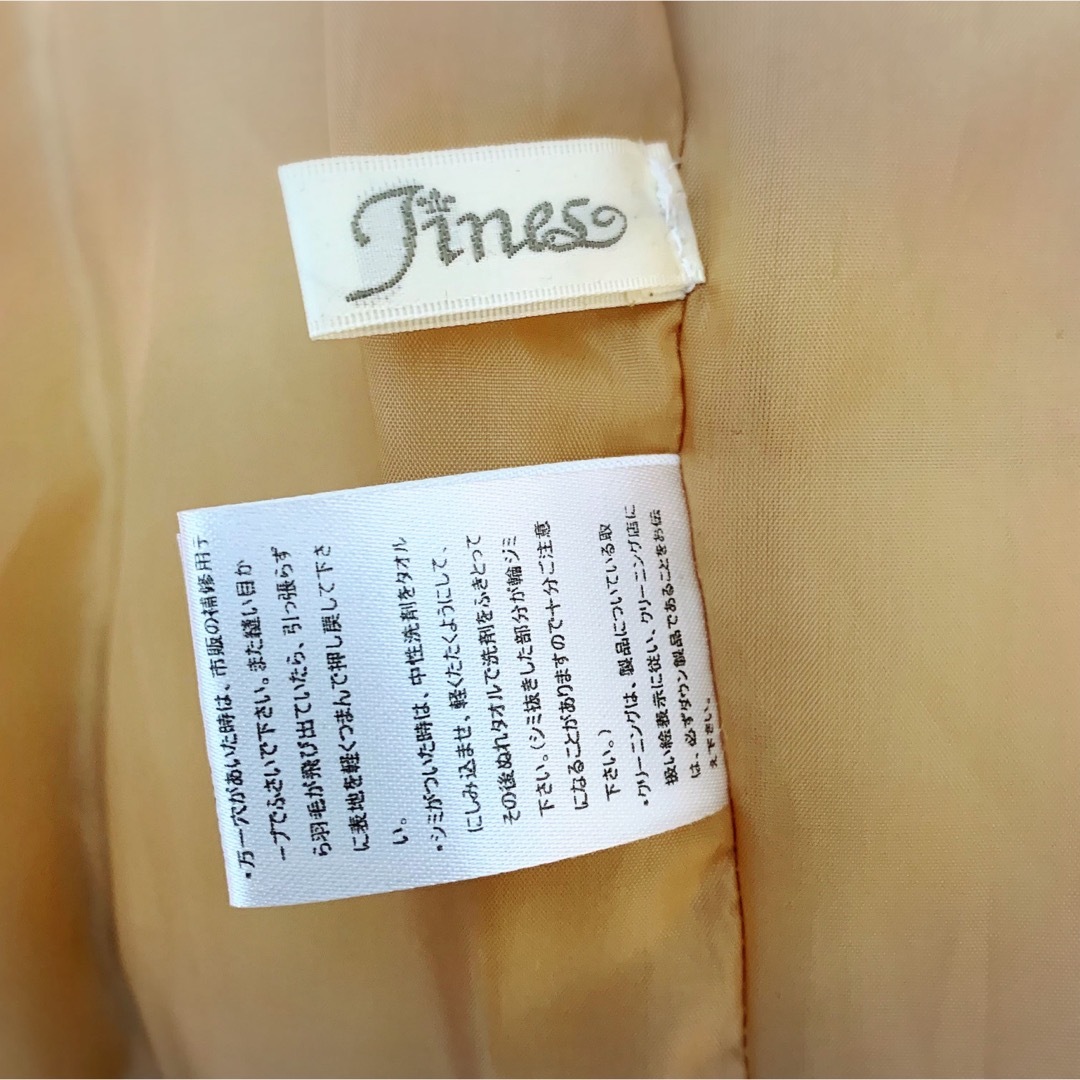 Jines
・万一穴があいた時は、市販の補修用テ
ープでふさいで下さい。また縫い目か
ら羽毛が飛び出ていたら、引っ張らず
に表地を軽くつまんで押し戻して下さ
い。
・シミがついた時は、中性洗剤をタオル
にしみ込ませ、軽くたたくようにして、
その後ぬれタオルで洗剤をふきとって
下さい。(シミ抜きした部分が輪ジミ
になることがありますので十分ご注意
下さい。)
・クリーニングは、製品についている取
扱い絵表示に従い、クリーニング店に
は、必ずダウン製品であることをお伝
え下さい。